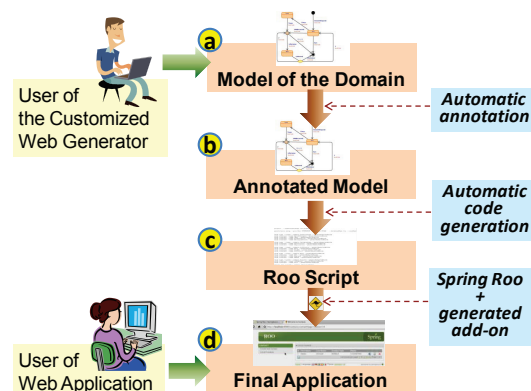 a
Model of the Domain
User of
the Customized
Web Generator
Automatic
annotation
b
Annotated Model
Automatic
code generation
c
Roo Script
Spring Roo
+
generated
add-on
d
Final Application
User of
Web Application